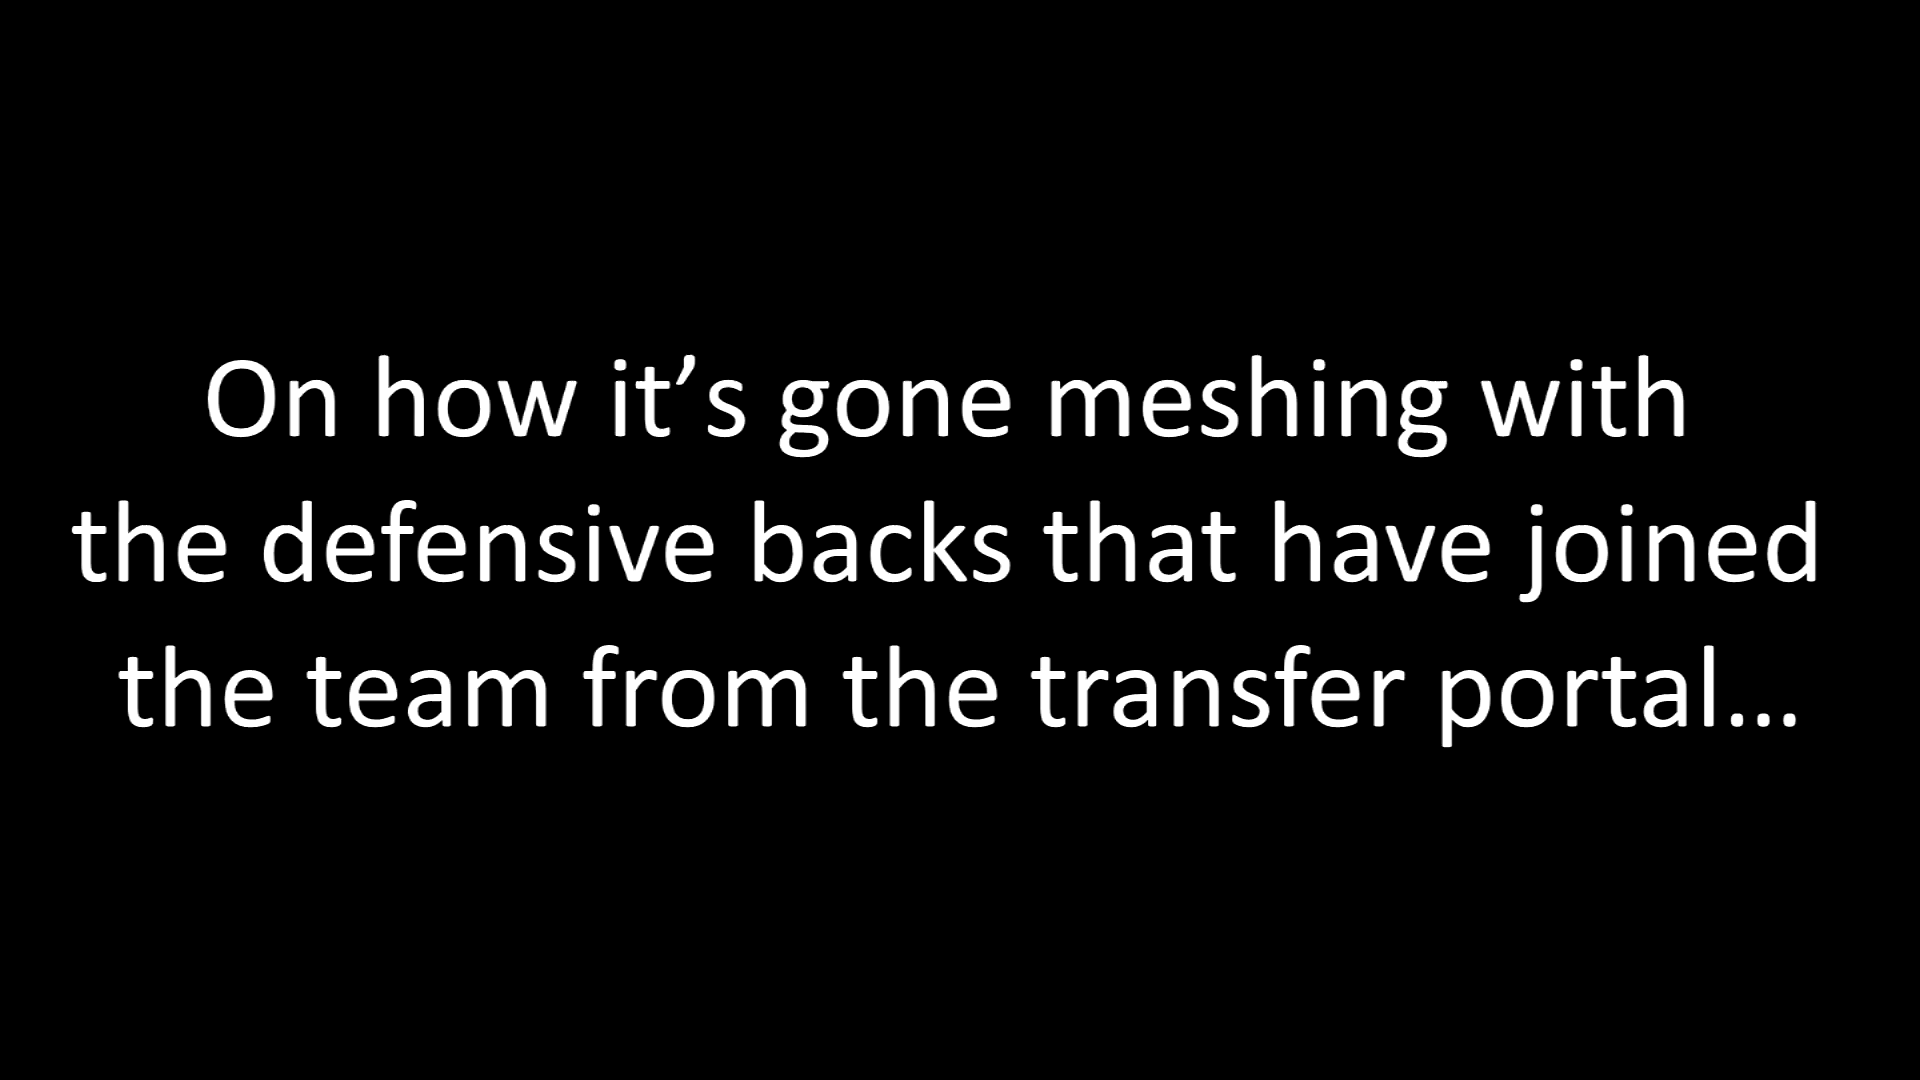 On how it’s gone meshing with
the defensive backs that have joined
the team from the transfer portal…